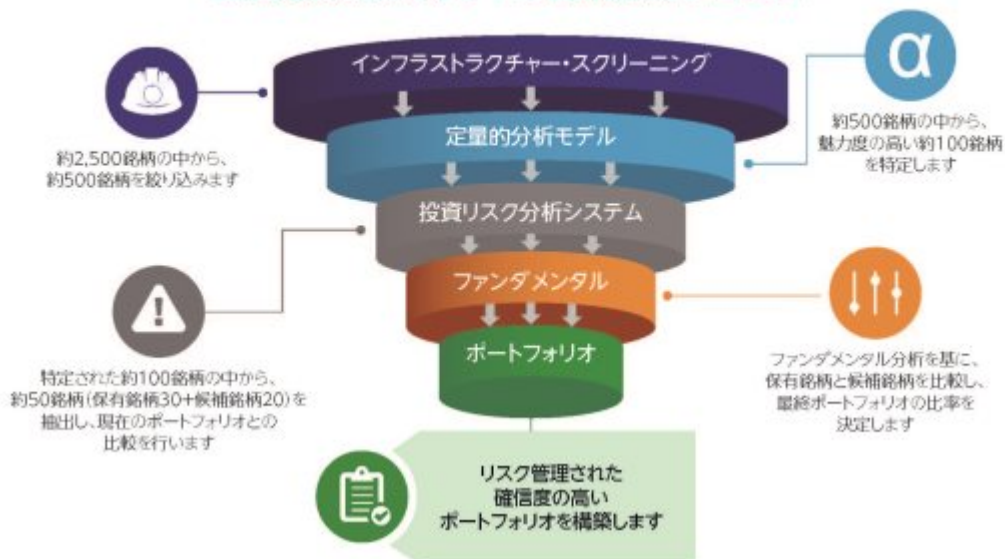 インフラストラクチャー・スクリーニング
約2,500銘柄の中から、
約500銘柄を絞り込みます
α
約500銘柄の中から、
魅力度の高い約100銘柄
を特定します
定量的分析モデル
投資リスク分析システム
特定された約100銘柄の中から、
約50銘柄(保有銘柄30+候補銘柄20)を
抽出し、現在のポートフォリオとの
比較を行います
ファンダメンタル
ファンダメンタル分析を基に、
保有銘柄と候補銘柄を比較し、
最終ポートフォリオの比率を
決定します
ポートフォリオ
リスク管理された
確信度の高い
ポートフォリオを構築します